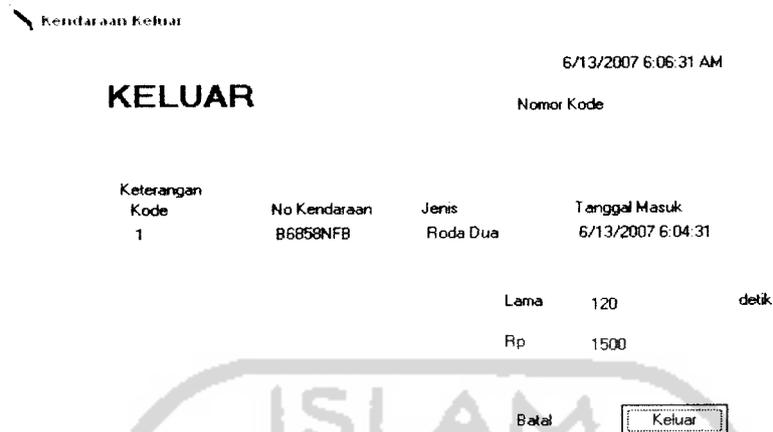 Kendaraan Keluar
6/13/2007 6:06:31 AM
KELUAR
Nomor Kode
Keterangan
Kode No Kendaraan Jenis Tanggal Masuk
1 B6858NFB Roda Dua 6/13/2007 6:04:31
Lama 120 detik
Rp 1500
ISLAM
Batal Keluar